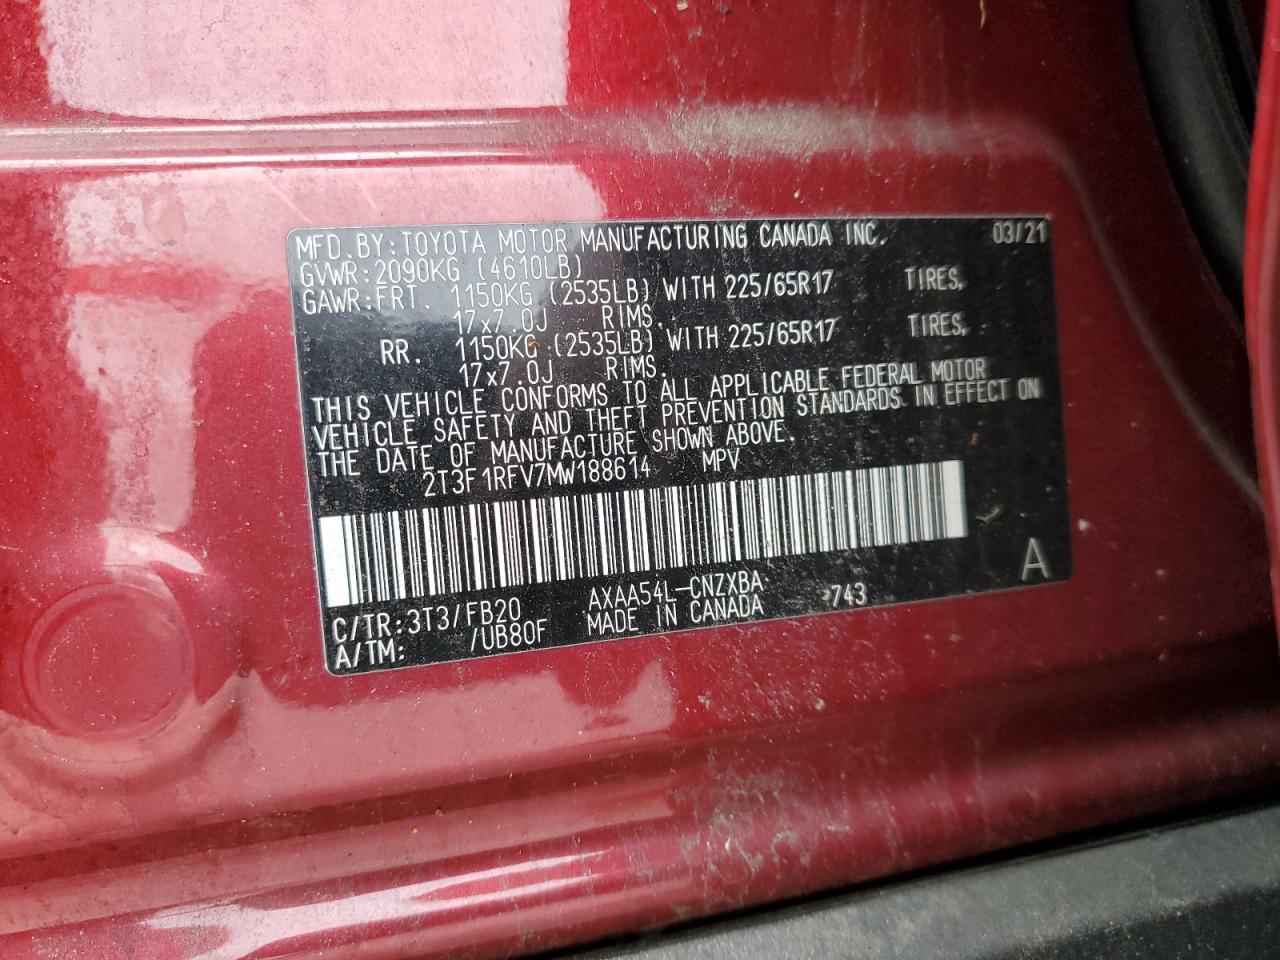 MFD. BY: TOYOTA MOTOR MANUFACTURING CANADA INC. 03/21
GVWR: 2090KG (4610LB)
GAWR: FRT. 1150KG (2535LB) WITH 225/65R17 TIRES,
17x7.0J RIMS.
RR. 1150KG (2535LB) WITH 225/65R17 TIRES,
17x7.0J RIMS.
THIS VEHICLE CONFORMS TO ALL APPLICABLE FEDERAL MOTOR
VEHICLE SAFETY AND THEFT PREVENTION STANDARDS IN EFFECT ON
THE DATE OF MANUFACTURE SHOWN ABOVE.
2T3F1RFV7MW188614 MPV
C/TR: 3T3/FB20 AXAA54L-CNZXBA 743 A
A/TM: /UB80F MADE IN CANADA